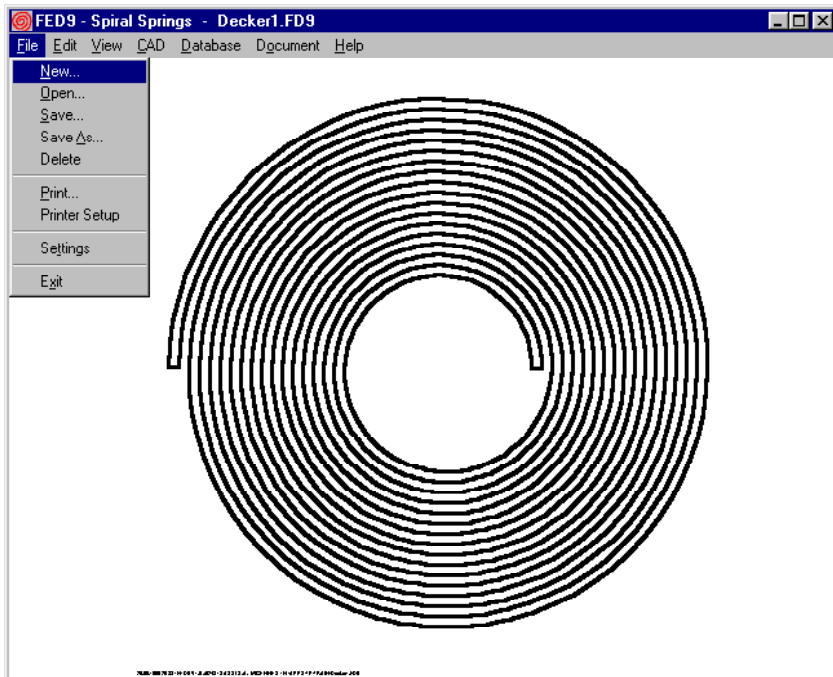 FED9 - Spiral Springs - Decker1.FD9
File Edit View CAD Database Document Help
New...
Open...
Save...
Save As...
Delete
Print...
Printer Setup
Settings
Exit